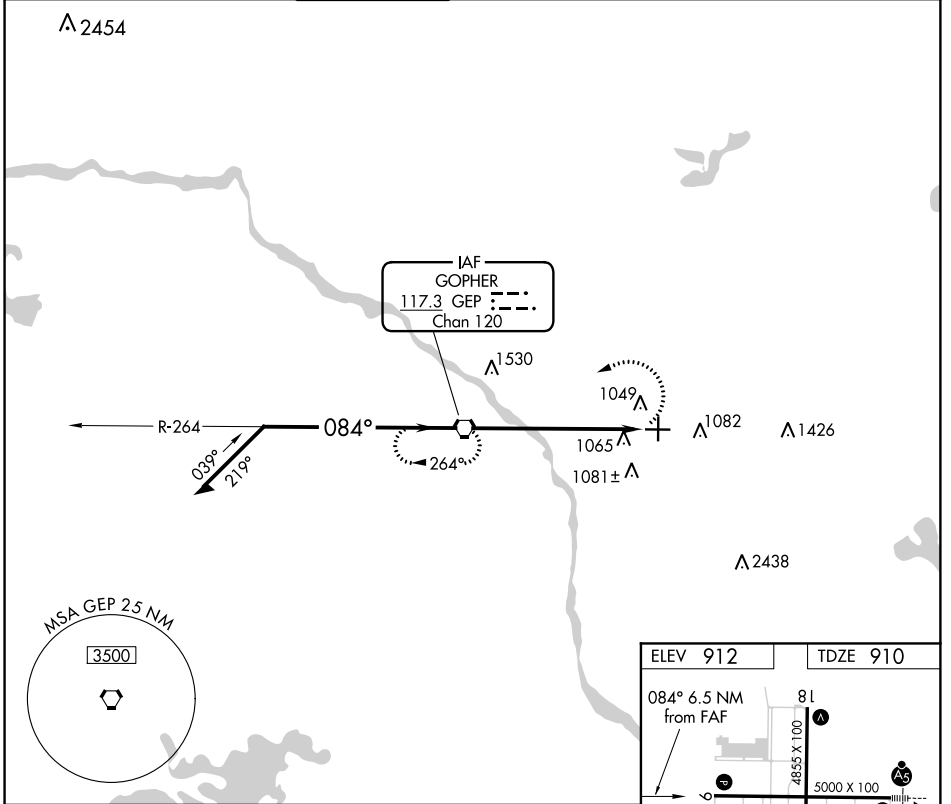 2454
IAF
GOPHER
117.3 GEP
Chan 120
1530
1049
1082
1426
R-264
084°
1065
264°
1081±
039°
219°
2438
MSA GEP 25 NM
3500
ELEV 912
TDZE 910
084° 6.5 NM
from FAF
18
V
4855 X 100
A5
P
5000 X 100
9